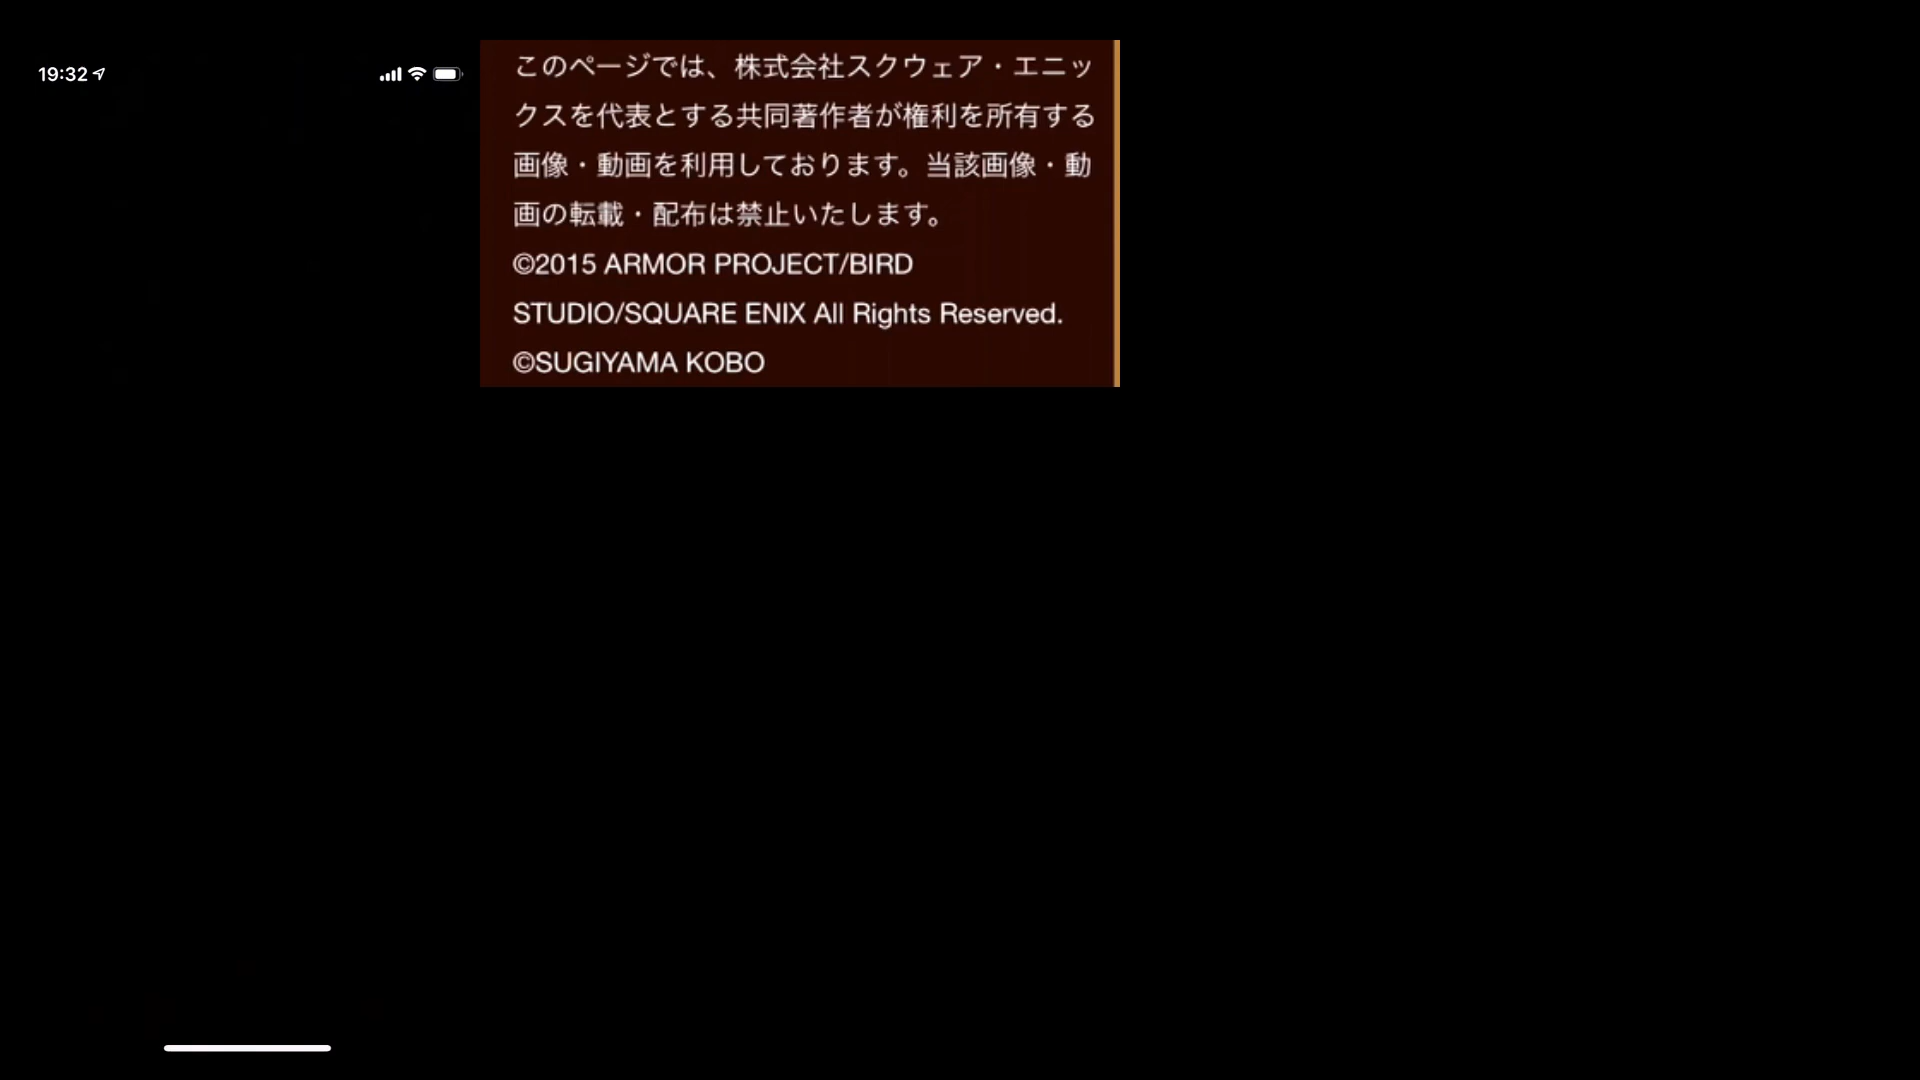 19:32
このページでは、株式会社スクウェア・エニッ
クスを代表とする共同著作者が権利を所有する
画像・動画を利用しております。当該画像・動
画の転載・配布は禁止いたします。
©2015 ARMOR PROJECT/BIRD
STUDIO/SQUARE ENIX All Rights Reserved.
©SUGIYAMA KOBO